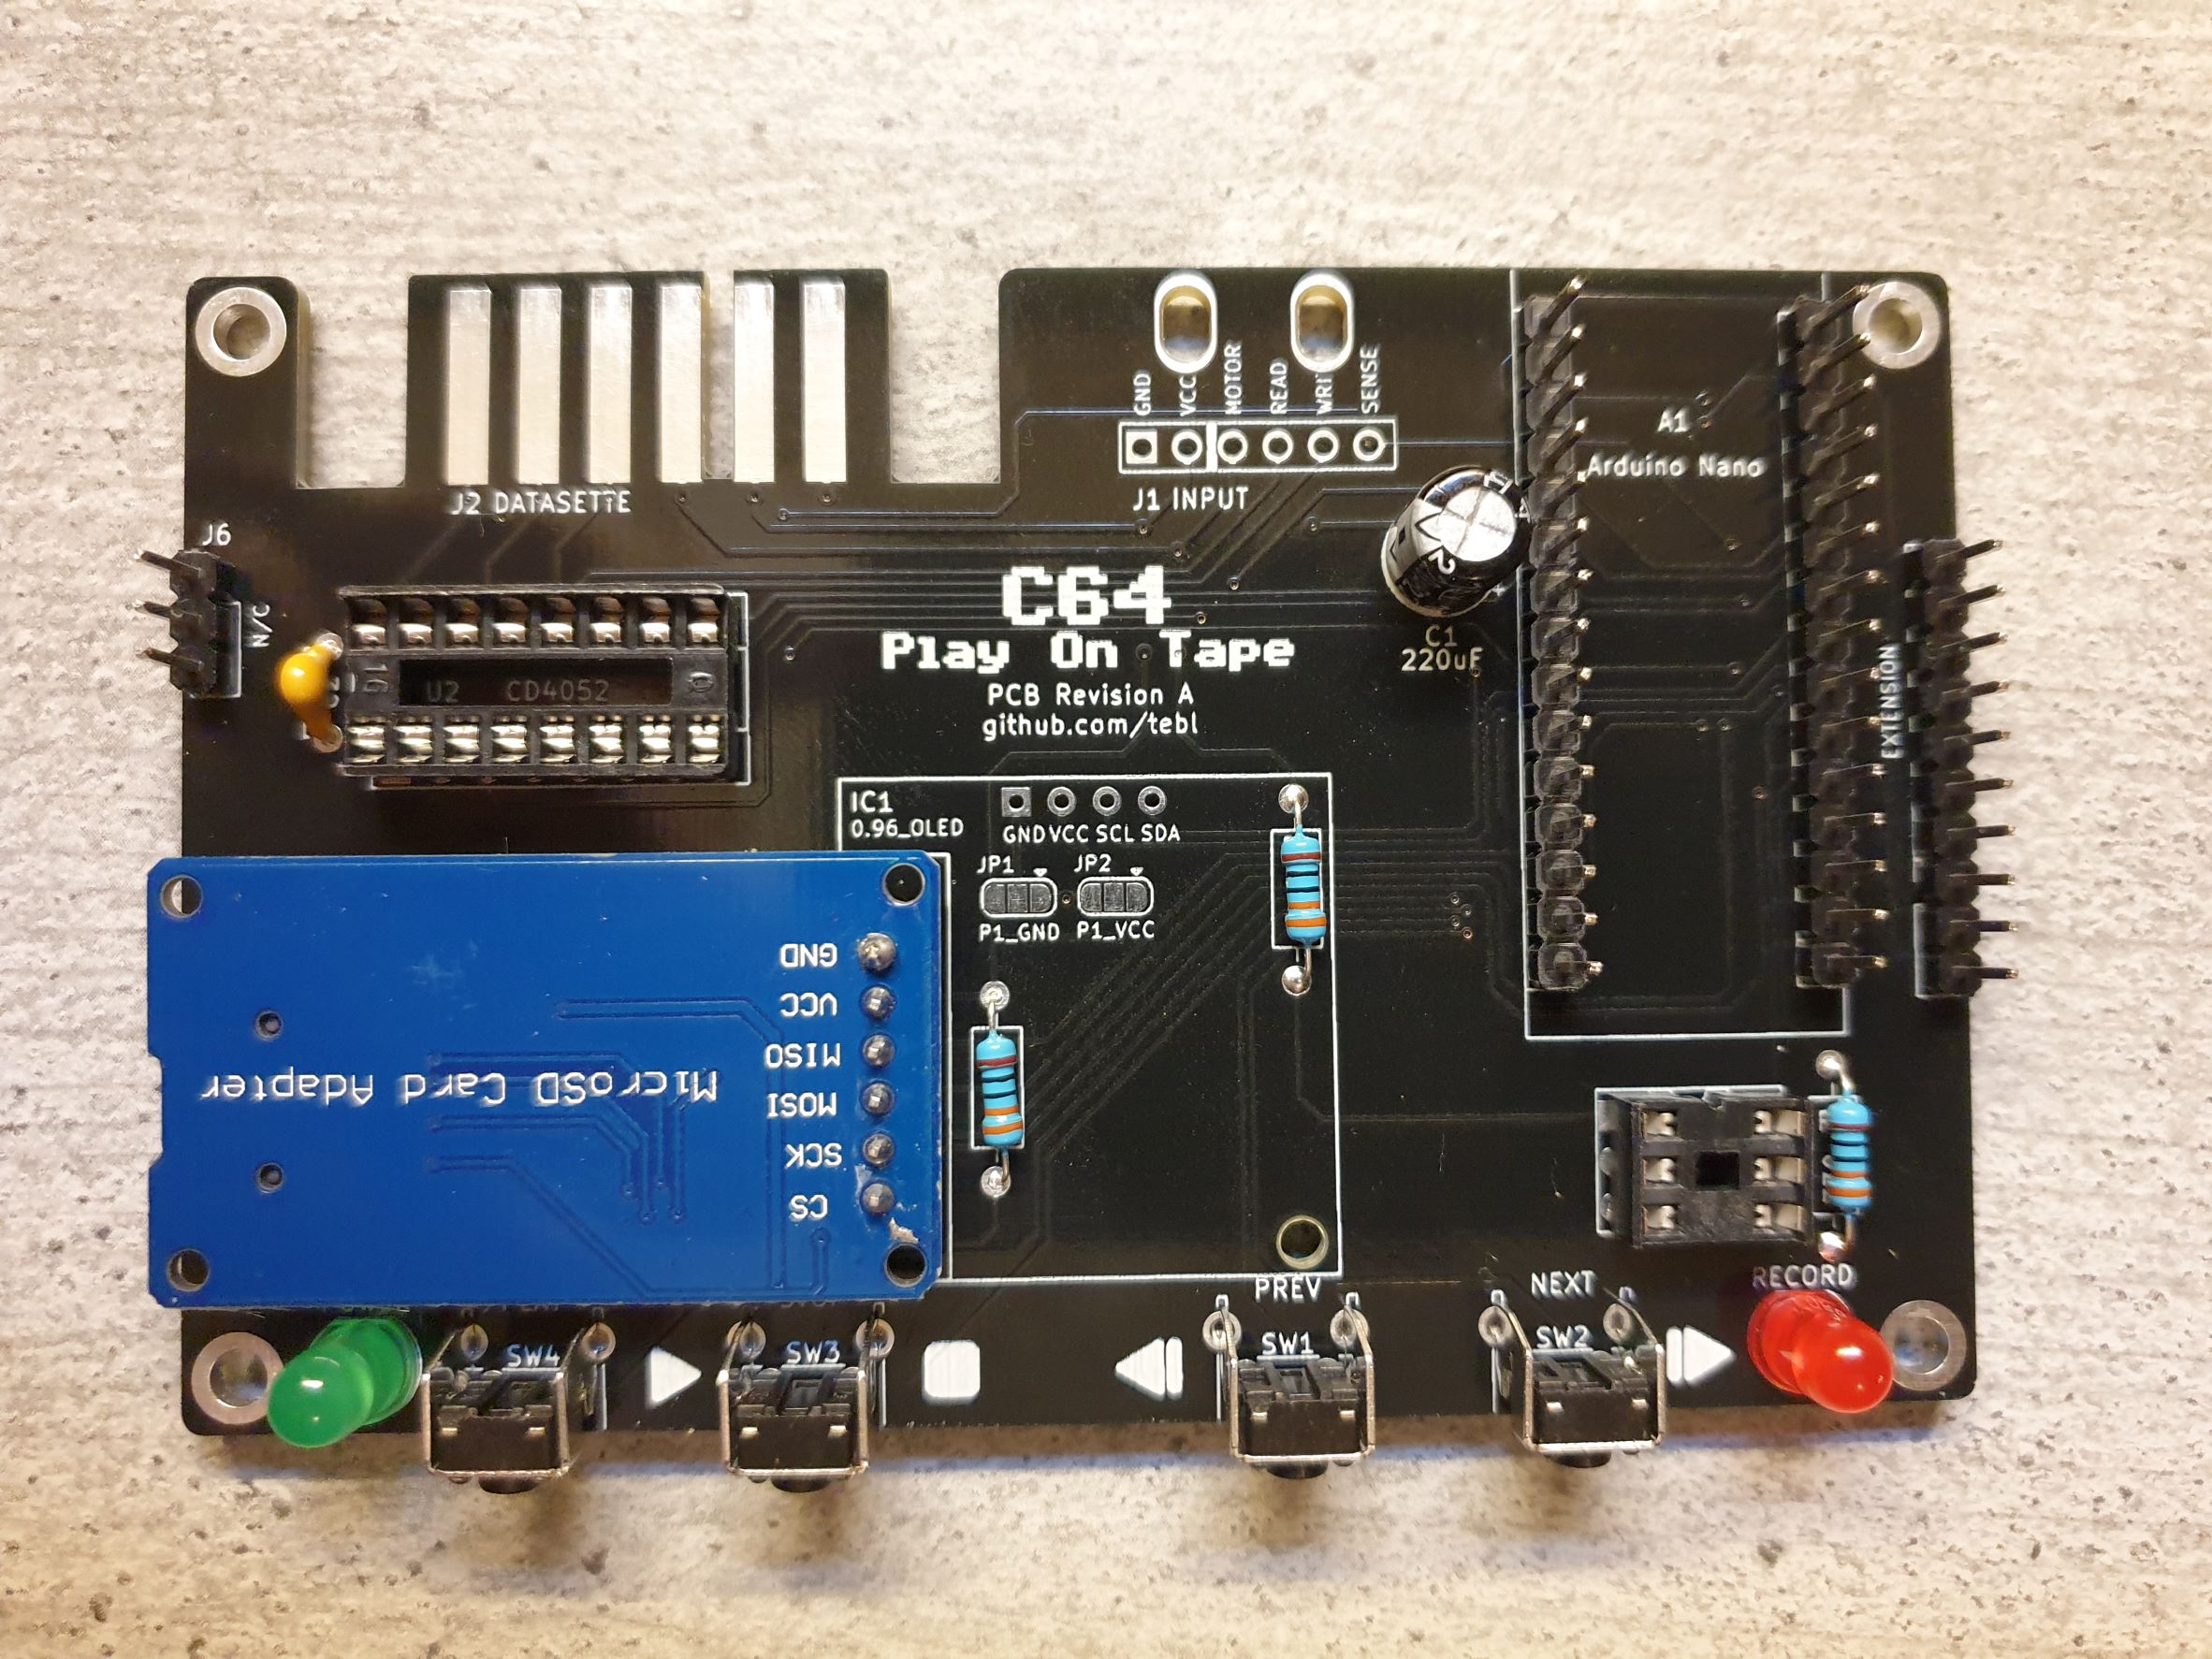 GND
VCC
MOTOR
READ
WRI
SENSE
A1
Arduino Nano
J2 DATASETTE
J1 INPUT
J6
N/C
C64
Play On Tape
PCB Revision A
github.com/tebl
C1
220uF
U2 CD4052
EXTENSION
IC1
0.96_OLED
GND VCC SCL SDA
JP1 JP2
P1_GND P1_VCC
GND
VCC
MISO
MOSI
SCK
CS
MicroSD Card Adapter
PREV
NEXT
RECORD
SW4
SW3
SW1
SW2